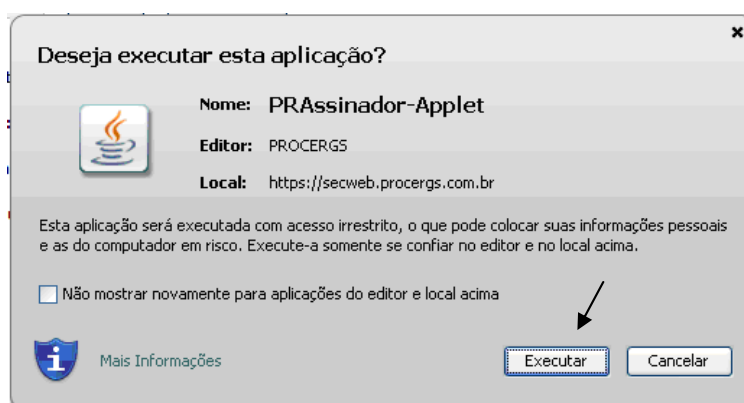 Deseja executar esta aplicação?
Nome: PRAssinador-Applet
Editor: PROCERGS
Local: https://secweb.procergs.com.br
Esta aplicação será executada com acesso irrestrito, o que pode colocar suas informações pessoais
e as do computador em risco. Execute-a somente se confiar no editor e no local acima.
Não mostrar novamente para aplicações do editor e local acima
Mais Informações
Executar
Cancelar